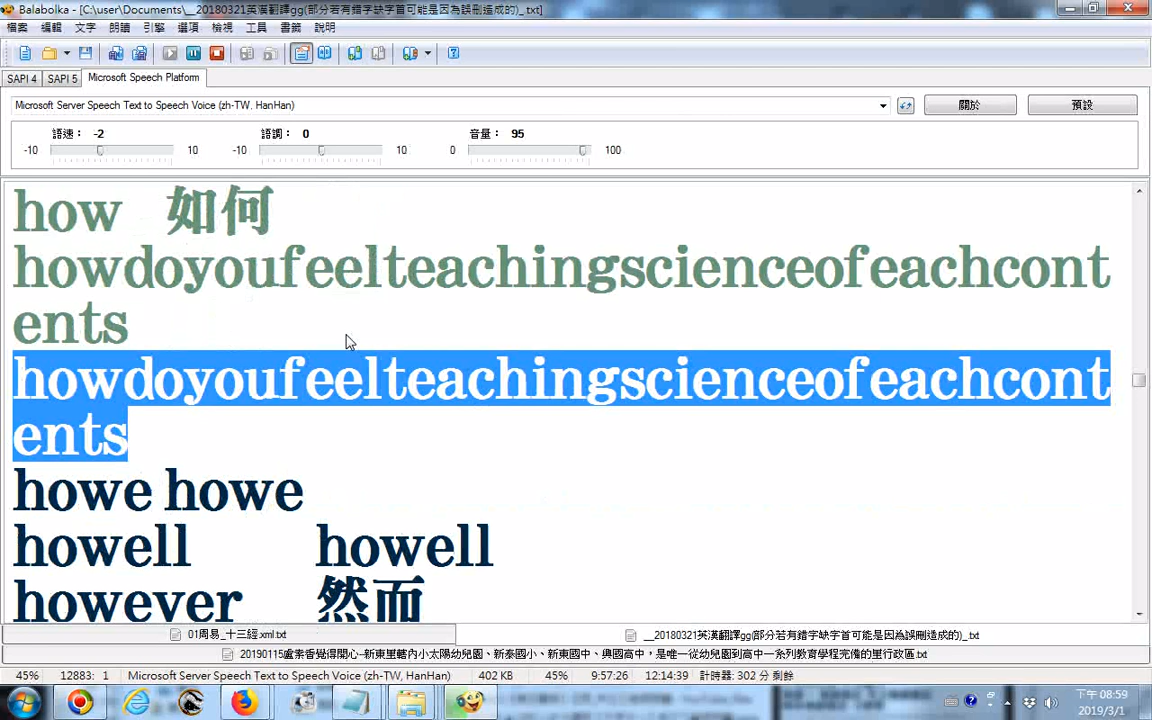 Balabolka - [C:\user\Documents\__20180321英漢翻譯gg(部分若有錯字缺字首可能是因為誤刪造成的)_.txt]
檔案 編輯 文字 朗讀 引擎 選項 檢視 工具 書籤 說明
SAPI 4 SAPI 5 Microsoft Speech Platform
Microsoft Server Speech Text to Speech Voice (zh-TW, HanHan) 關於 預設
語速： -2 語調： 0 音量： 95
-10 10 -10 10 0 100
how 如何
howdoyoufeelteachingscienceofeachcont
ents
howdoyoufeelteachingscienceofeachcont
ents
howe howe
howell howell
however 然而
01周易_十三經.xml.txt __20180321英漢翻譯gg(部分若有錯字缺字首可能是因為誤刪造成的)_.txt
20190115盧素香覺得開心--新東里轄內小太陽幼兒園、新泰國小、新東國中、興國高中，是唯一從幼兒園到高中一系列教育學程完備的里行政區.txt
45% 12883: 1 Microsoft Server Speech Text to Speech Voice (zh-TW, HanHan) 402 KB 45% 9:57:26 12:14:39 計時器: 302 分 剩餘
下午 08:59
2019/3/1